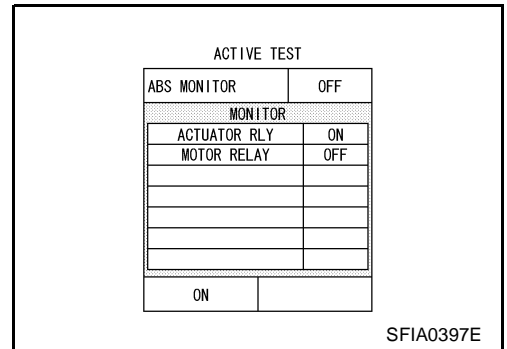 ACTIVE TEST
ABS MONITOR OFF
MONITOR
ACTUATOR RLY ON
MOTOR RELAY OFF
ON
SFIA0397E